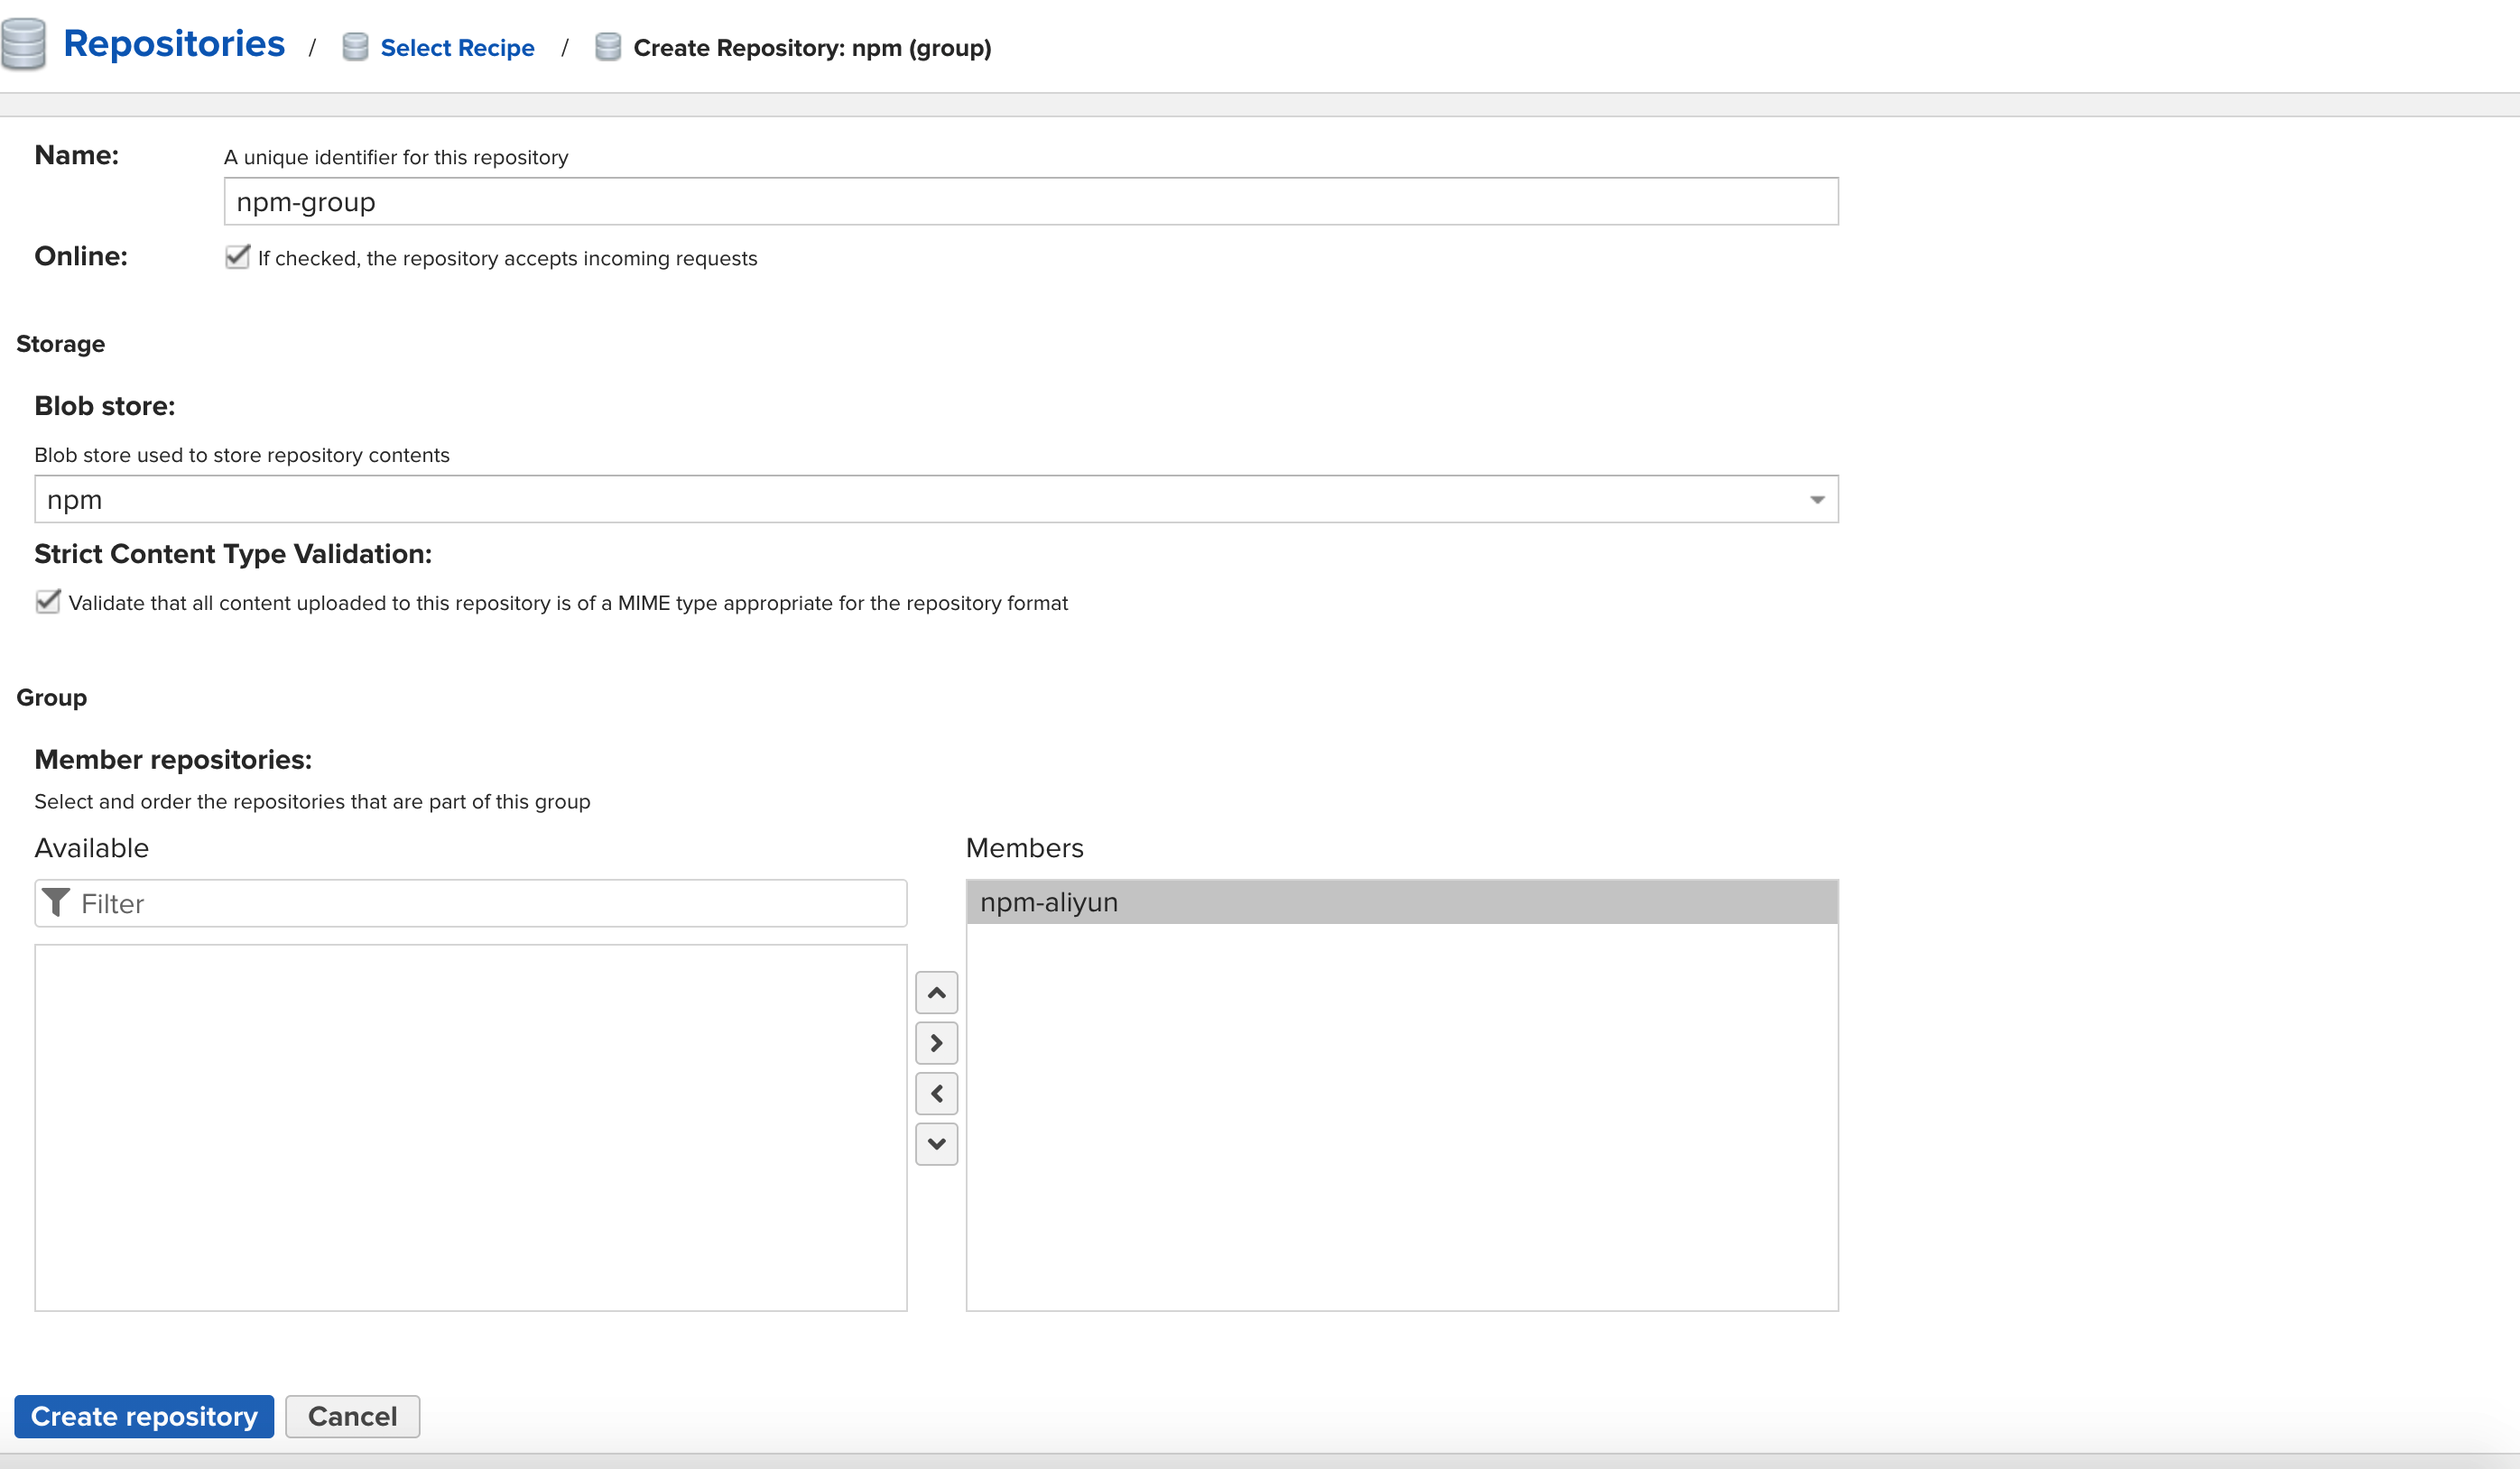 Repositories / Select Recipe / Create Repository: npm (group)
Name: A unique identifier for this repository
npm-group
Online: If checked, the repository accepts incoming requests
Storage
Blob store:
Blob store used to store repository contents
npm
Strict Content Type Validation:
Validate that all content uploaded to this repository is of a MIME type appropriate for the repository format
Group
Member repositories:
Select and order the repositories that are part of this group
Available
Members
Filter
npm-aliyun
Create repository
Cancel